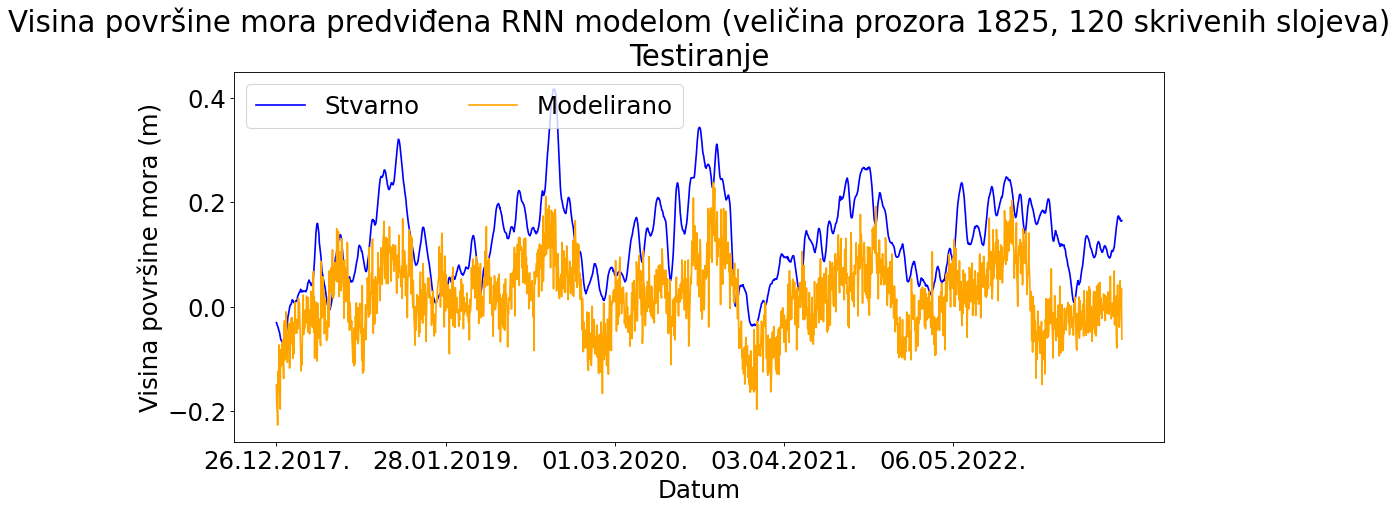 Visina površine mora predviđena RNN modelom (veličina prozora 1825, 120 skrivenih slojeva)
Testiranje
Stvarno
Modelirano
Visina površine mora (m)
0.4
0.2
0.0
−0.2
26.12.2017.
28.01.2019.
01.03.2020.
03.04.2021.
06.05.2022.
Datum